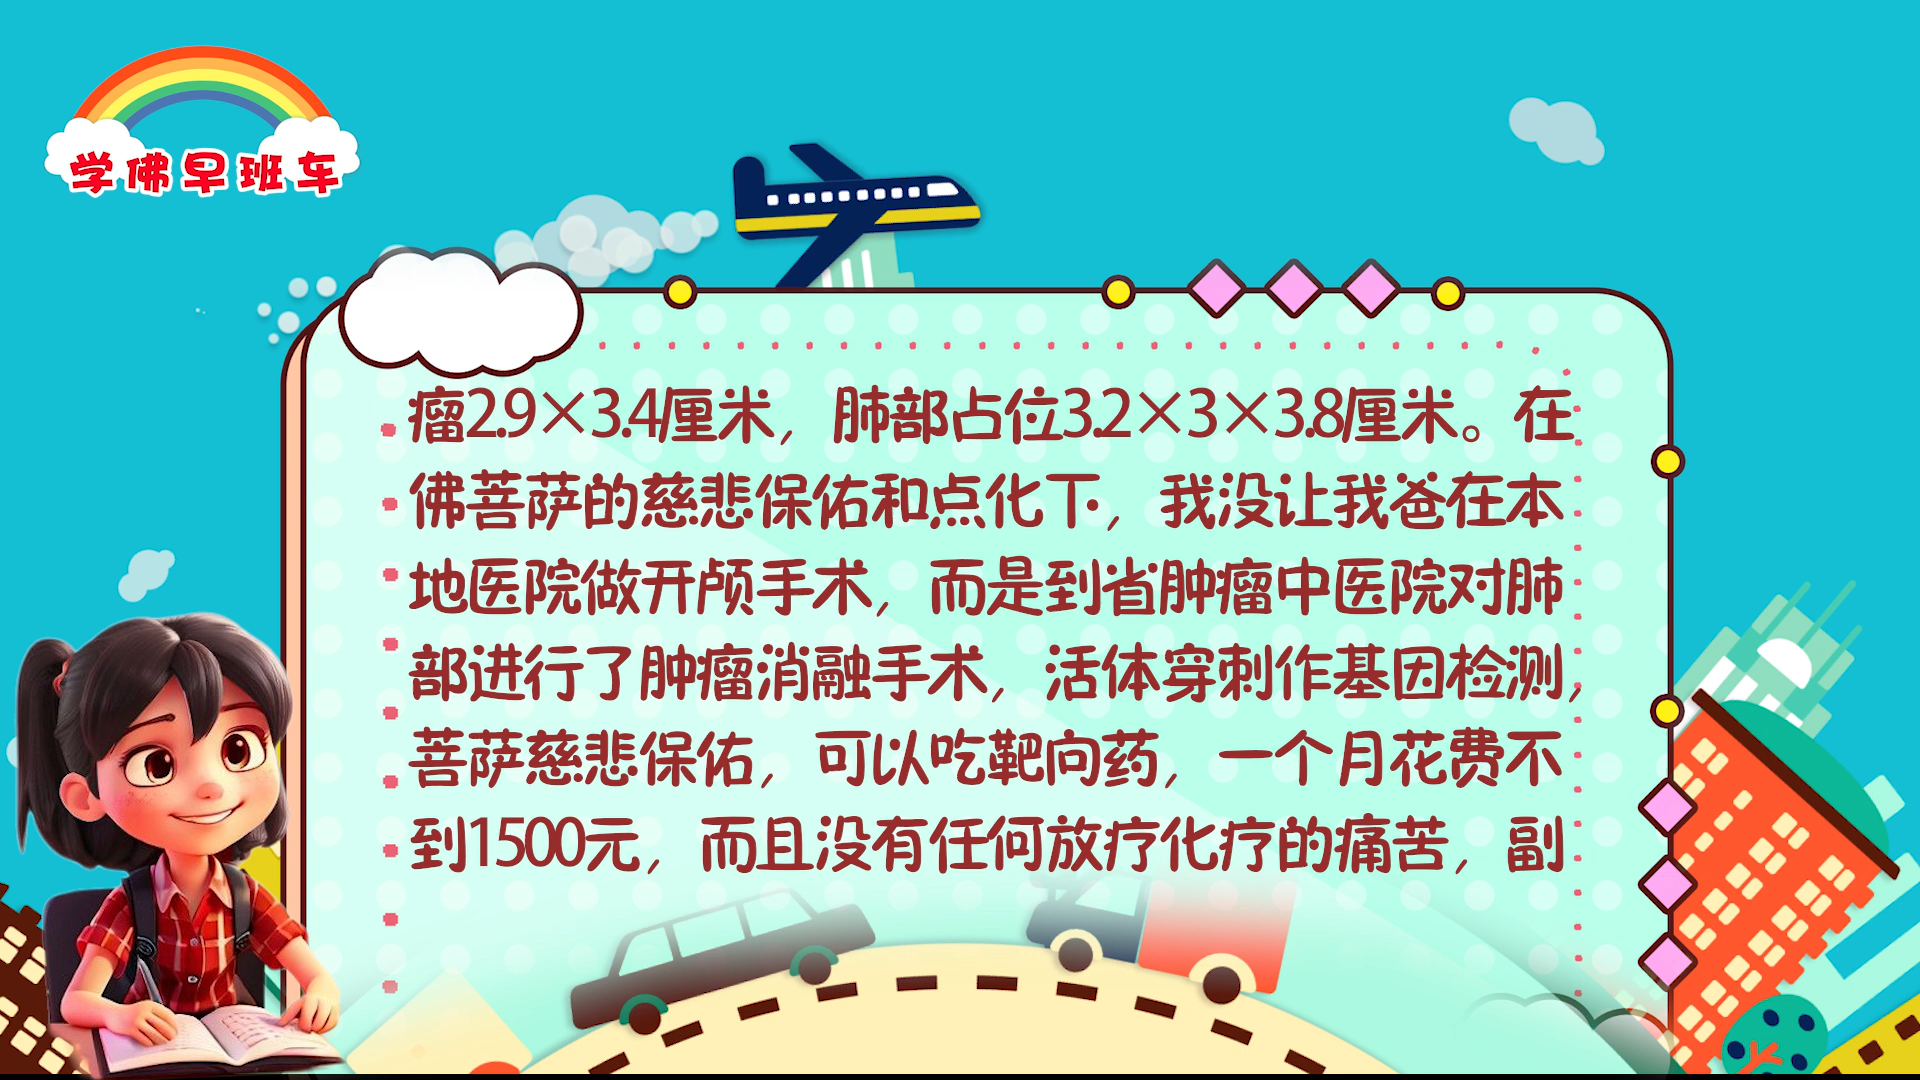 学佛早班车
瘤2.9×3.4厘米，肺部占位3.2×3×3.8厘米。在
佛菩萨的慈悲保佑和点化下，我没让我爸在本
地医院做开颅手术，而是到省肿瘤中医院对肺
部进行了肿瘤消融手术，活体穿刺作基因检测，
菩萨慈悲保佑，可以吃靶向药，一个月花费不
到1500元，而且没有任何放疗化疗的痛苦，副